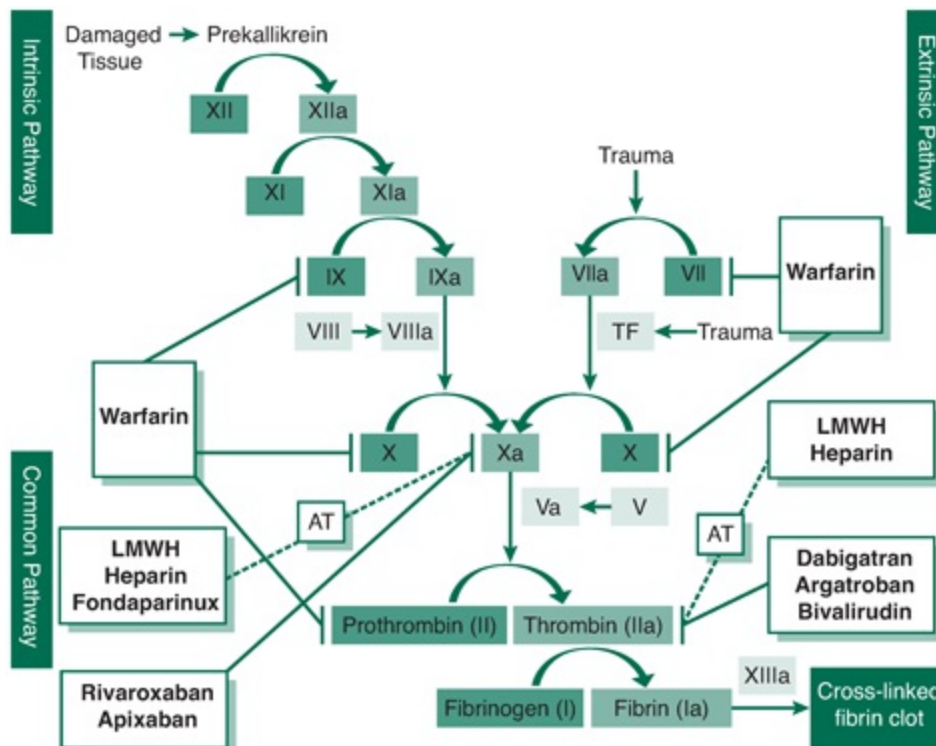 Intrinsic Pathway
Extrinsic Pathway
Common Pathway
Damaged
Tissue
Prekallikrein
XII
XIIa
XI
XIa
Trauma
IX
IXa
VIIa
VII
Warfarin
VIII
VIIIa
TF
Trauma
Warfarin
X
Xa
X
LMWH
Heparin
Va
V
AT
AT
LMWH
Heparin
Fondaparinux
Dabigatran
Argatroban
Bivalirudin
Prothrombin (II)
Thrombin (IIa)
Rivaroxaban
Apixaban
Fibrinogen (I)
Fibrin (Ia)
XIIIa
Cross-linked
fibrin clot